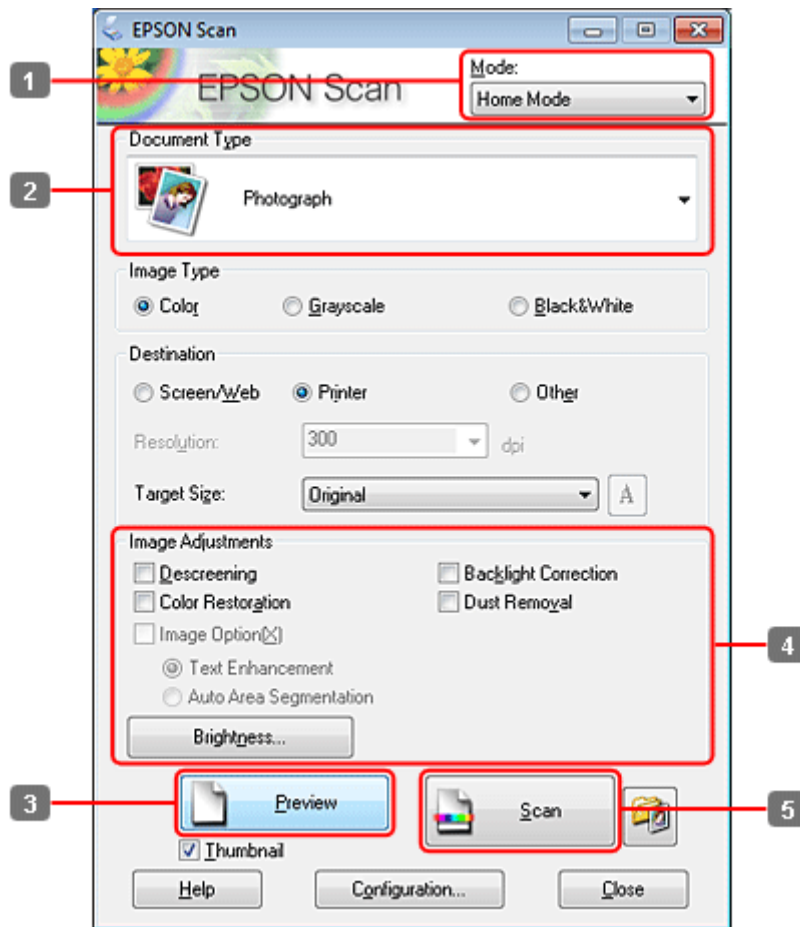 EPSON Scan
EPSON Scan
Mode:
1
Home Mode
Document Type
2
Photograph
Image Type
Color Grayscale Black&White
Destination
Screen/Web Printer Other
Resolution: 300 dpi
Target Size: Original A
Image Adjustments
Descreening Backlight Correction
Color Restoration Dust Removal
Image Option(X)
4
Text Enhancement
Auto Area Segmentation
Brightness...
3 Preview Scan 5
Thumbnail
Help Configuration... Close